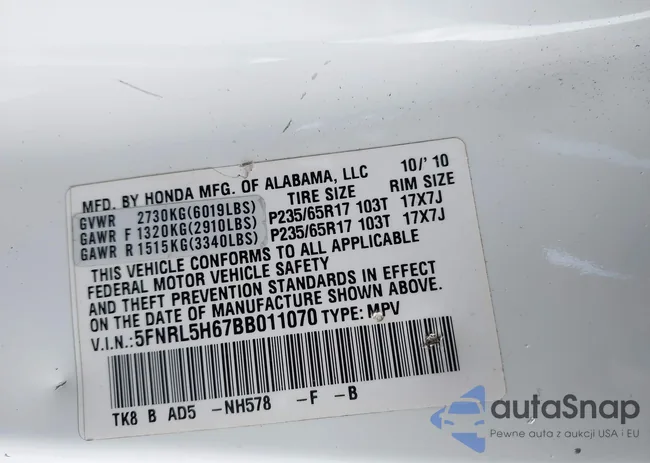 MFD. BY HONDA MFG. OF ALABAMA, LLC 10/'10
TIRE SIZE RIM SIZE
GVWR 2730KG(6019LBS)
GAWR F 1320KG(2910LBS) P235/65R17 103T 17X7J
GAWR R 1515KG(3340LBS) P235/65R17 103T 17X7J
THIS VEHICLE CONFORMS TO ALL APPLICABLE
FEDERAL MOTOR VEHICLE SAFETY
AND THEFT PREVENTION STANDARDS IN EFFECT
ON THE DATE OF MANUFACTURE SHOWN ABOVE.
V.I.N.: 5FNRL5H67BB011070 TYPE: MPV
TK8 B AD5 -NH578 -F -B
autaSnap
Pewne auta z aukcji USA i EU